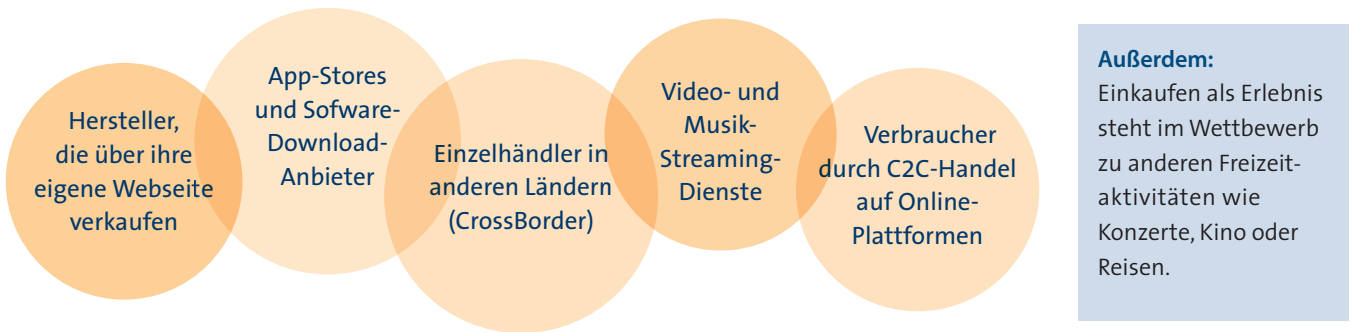 Hersteller,
die über ihre
eigene Webseite
verkaufen
App-Stores
und Sofware-
Download-
Anbieter
Einzelhändler in
anderen Ländern
(CrossBorder)
Video- und
Musik-
Streaming-
Dienste
Verbraucher
durch C2C-Handel
auf Online-
Plattformen
Außerdem:
Einkaufen als Erlebnis
steht im Wettbewerb
zu anderen Freizeit-
aktivitäten wie
Konzerte, Kino oder
Reisen.